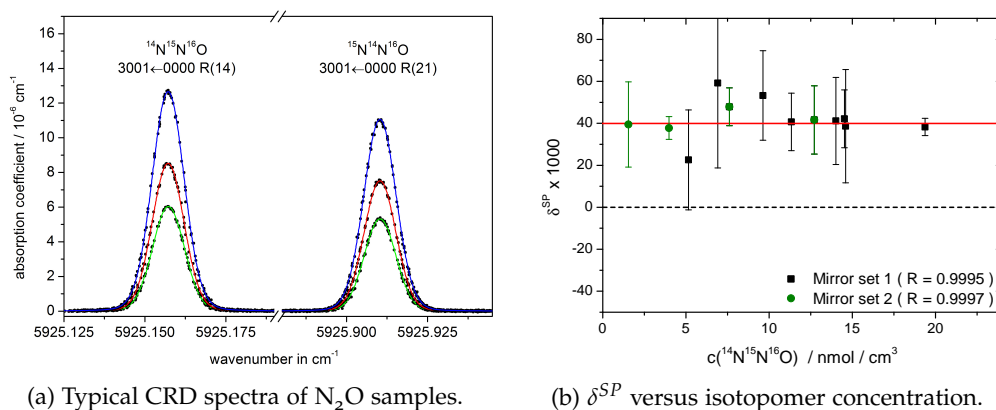 (a)
16
14
12
10
8
6
4
2
0
absorption coefficient / 10⁻⁶ cm⁻¹
¹⁴N¹⁵N¹⁶O
3001←0000 R(14)
¹⁵N¹⁴N¹⁶O
3001←0000 R(21)
5925.125 5925.150 5925.175 5925.900 5925.925
wavenumber in cm⁻¹
(b)
80
60
40
20
0
20
40
δˢᴾ x 1000
Mirror set 1 ( R = 0.9995 )
Mirror set 2 ( R = 0.9997 )
0 5 10 15 20
c(¹⁴N¹⁵N¹⁶O) / nmol / cm³
(a) Typical CRD spectra of N₂O samples.
(b) δˢᴾ versus isotopomer concentration.